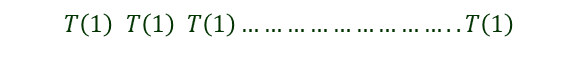 T(1) T(1) T(1) … … … … … … … … … . . T(1)